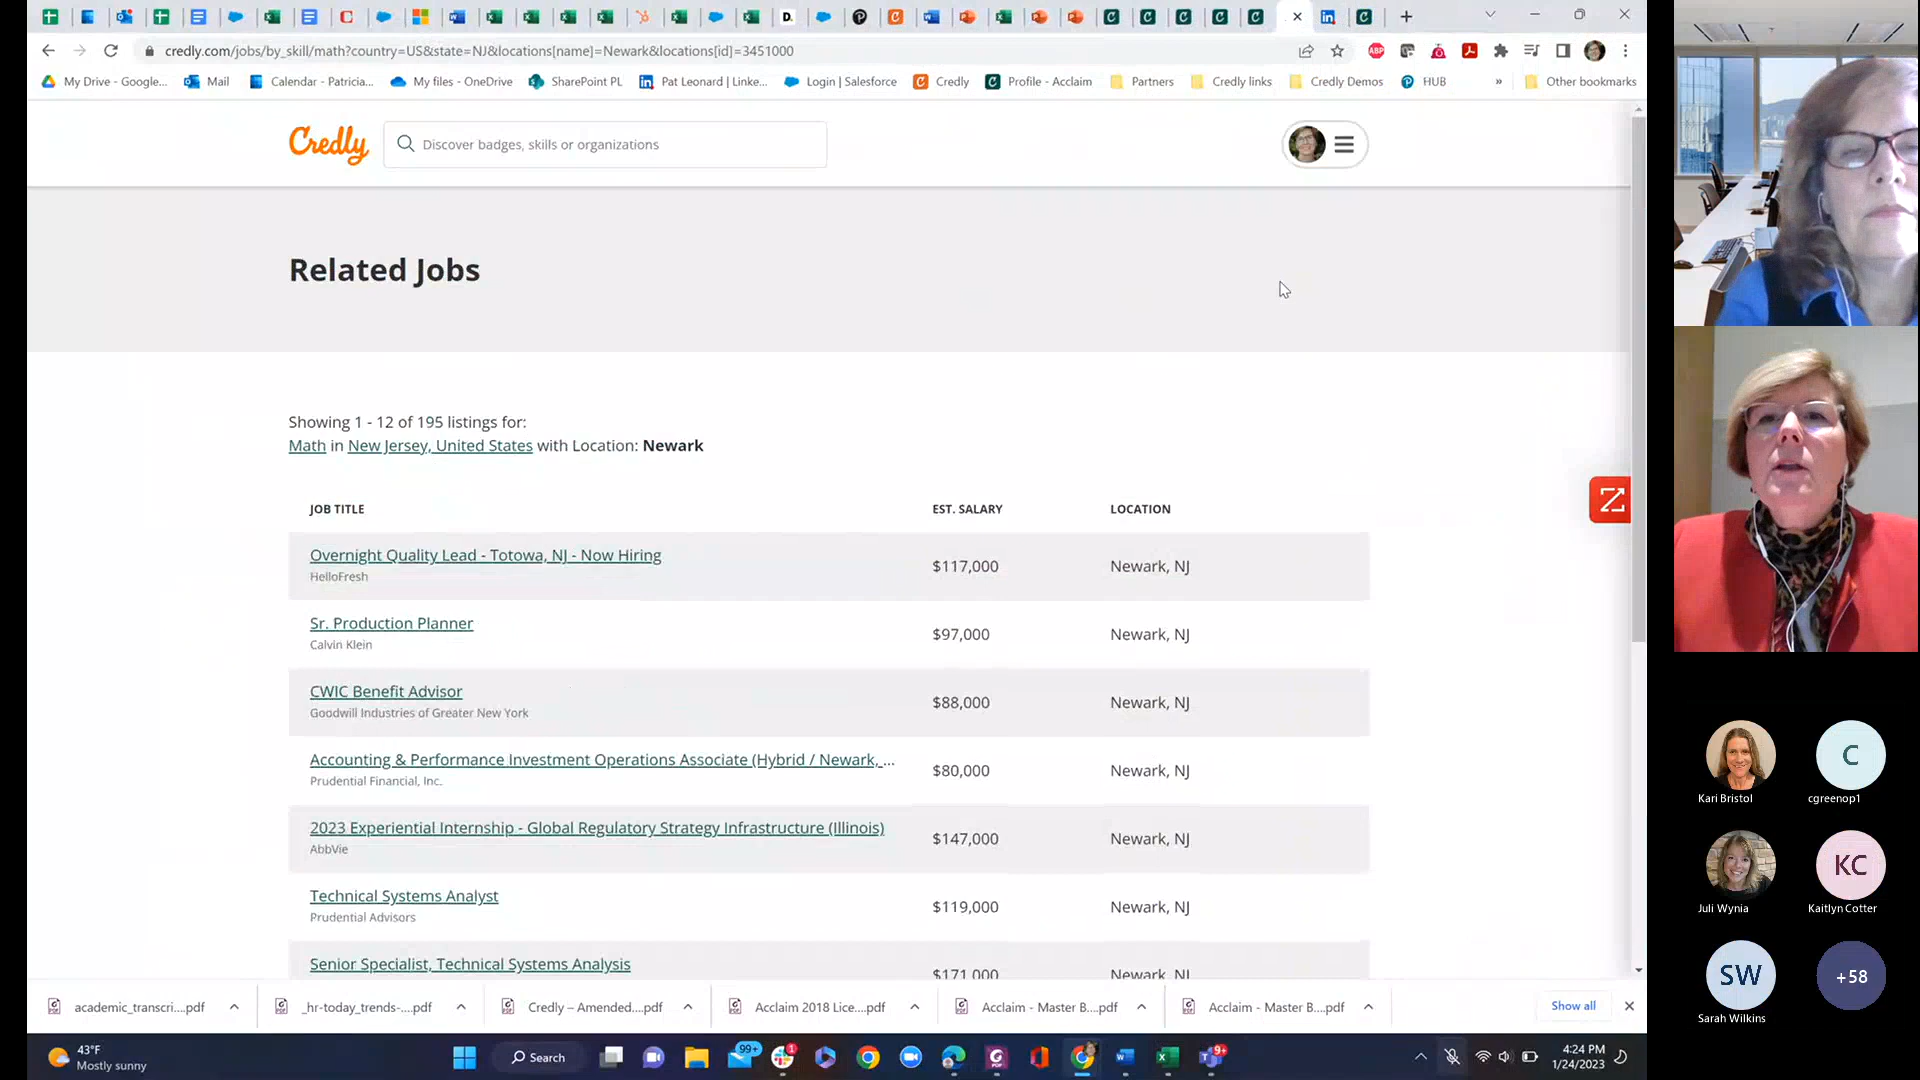 credly.com/jobs/by_skill/math?country=US&state=NJ&locations[name]=Newark&locations[id]=3451000
ABP
My Drive - Google...
Mail
Calendar - Patricia...
My files - OneDrive
SharePoint PL
Pat Leonard | Linke...
Login | Salesforce
Credly
Profile - Acclaim
Partners
Credly links
Credly Demos
HUB
»
Other bookmarks
Credly
Discover badges, skills or organizations
Related Jobs
Showing 1 - 12 of 195 listings for:
Math in New Jersey, United States with Location: Newark
JOB TITLE EST. SALARY LOCATION
Overnight Quality Lead - Totowa, NJ - Now Hiring
HelloFresh
$117,000 Newark, NJ
Sr. Production Planner
Calvin Klein
$97,000 Newark, NJ
CWIC Benefit Advisor
Goodwill Industries of Greater New York
$88,000 Newark, NJ
Accounting & Performance Investment Operations Associate (Hybrid / Newark, ...
Prudential Financial, Inc.
$80,000 Newark, NJ
2023 Experiential Internship - Global Regulatory Strategy Infrastructure (Illinois)
AbbVie
$147,000 Newark, NJ
Technical Systems Analyst
Prudential Advisors
$119,000 Newark, NJ
Senior Specialist, Technical Systems Analysis
$171,000 Newark, NJ
academic_transcri....pdf
_hr-today_trends-....pdf
Credly – Amended....pdf
Acclaim 2018 Lice....pdf
Acclaim - Master B....pdf
Acclaim - Master B....pdf
Show all
43°F
Mostly sunny
Search
99+
1
9+
4:24 PM
1/24/2023
Kari Bristol
C
cgreenop1
Juli Wynia
KC
Kaitlyn Cotter
SW
Sarah Wilkins
+58